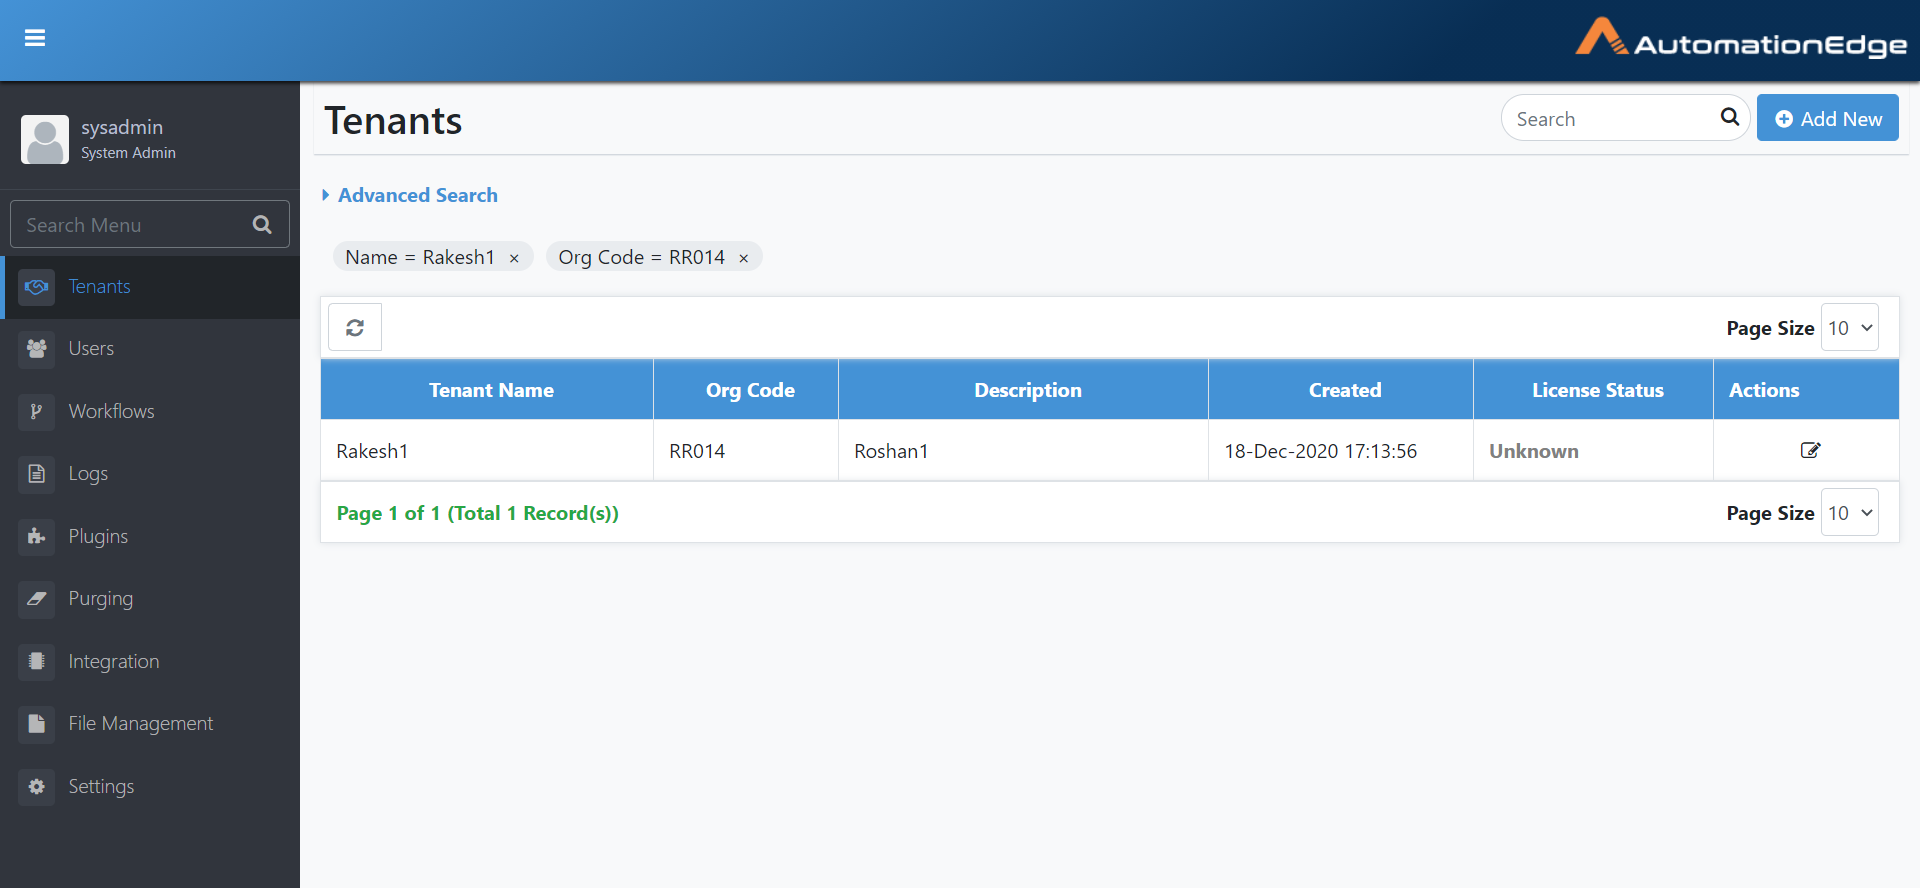 AutomationEdge
sysadmin
System Admin
Search Menu
Tenants
Users
Workflows
Logs
Plugins
Purging
Integration
File Management
Settings
Tenants
Search
Add New
Advanced Search
Name = Rakesh1 × Org Code = RR014 ×
Page Size 10
Tenant Name Org Code Description Created License Status Actions
Rakesh1 RR014 Roshan1 18-Dec-2020 17:13:56 Unknown
Page 1 of 1 (Total 1 Record(s)) Page Size 10